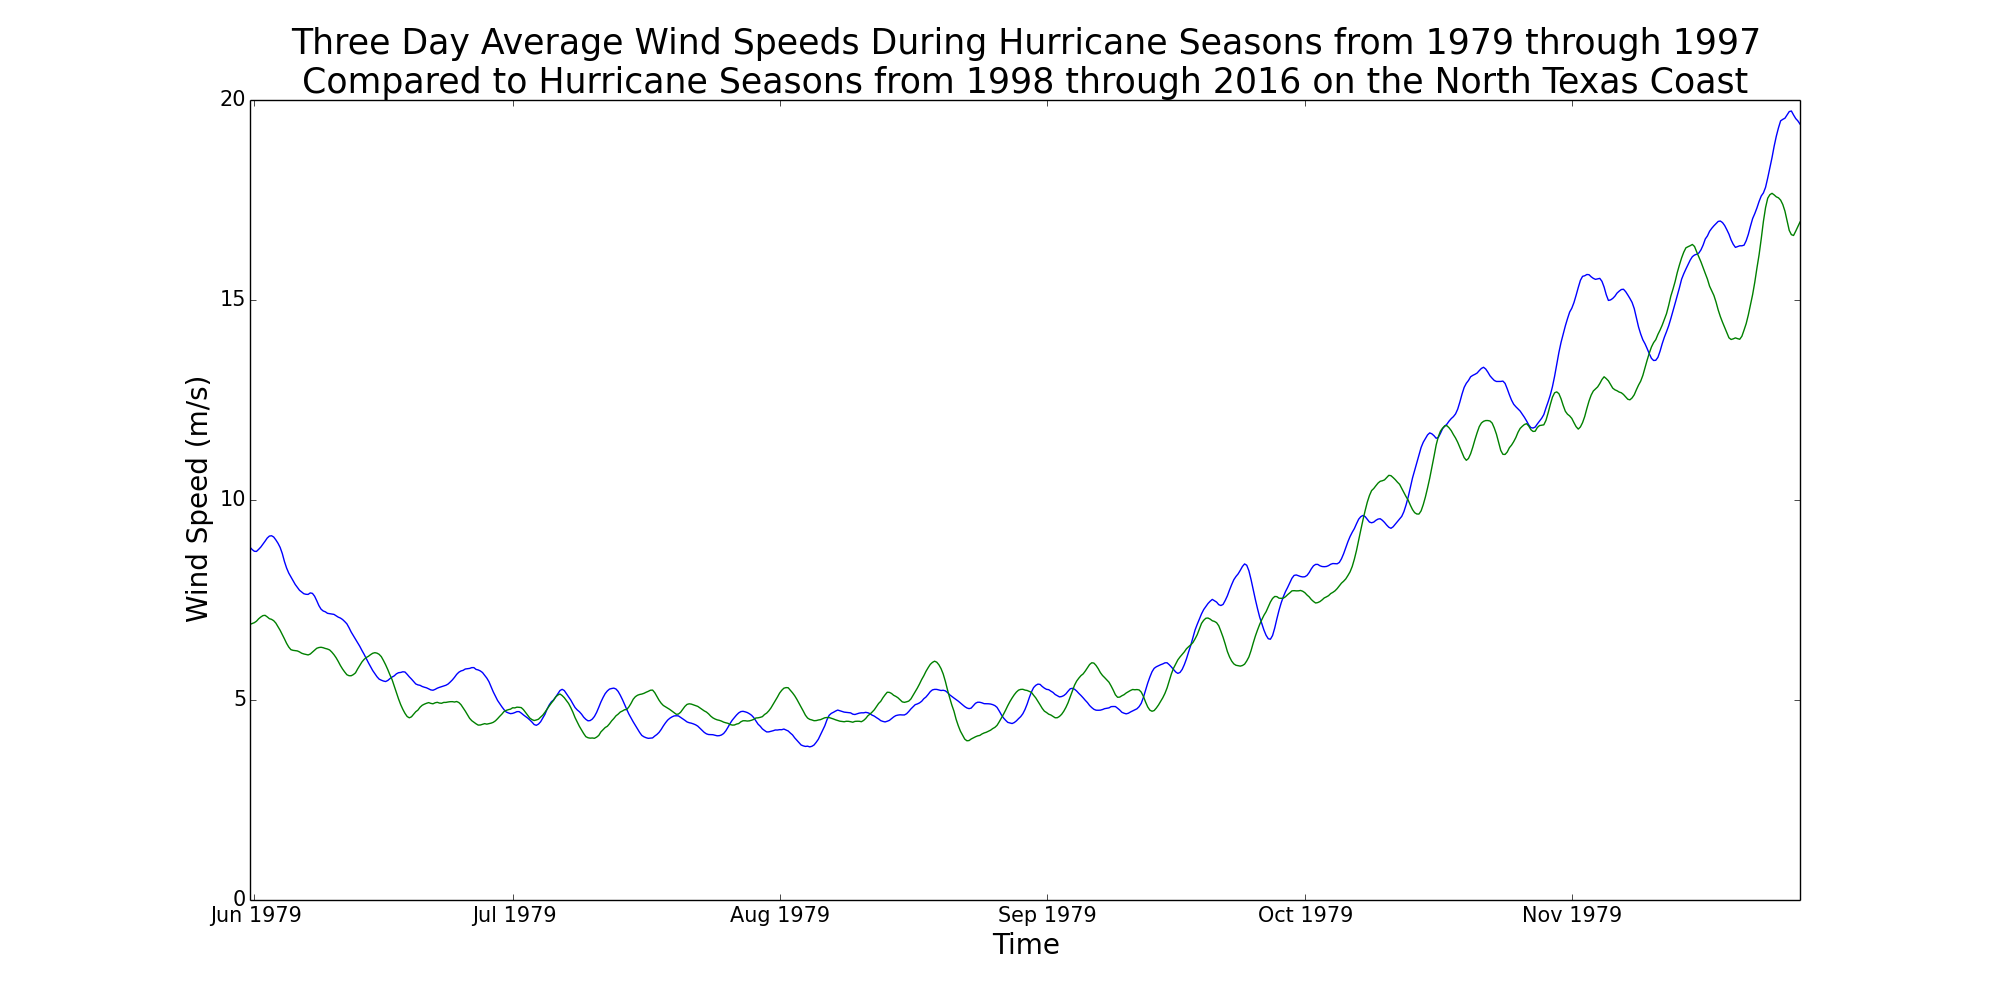 Three Day Average Wind Speeds During Hurricane Seasons from 1979 through 1997
Compared to Hurricane Seasons from 1998 through 2016 on the North Texas Coast
20
15
10
5
0
Wind Speed (m/s)
Jun 1979
Jul 1979
Aug 1979
Sep 1979
Oct 1979
Nov 1979
Time